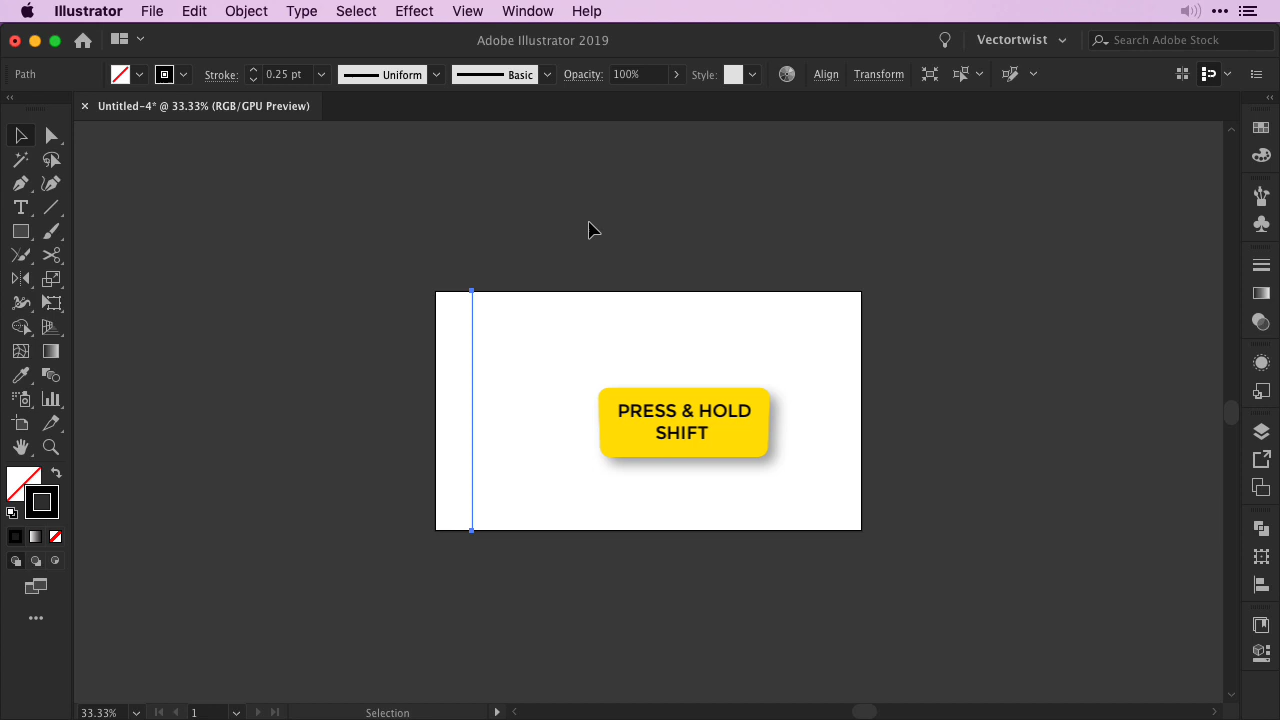 Illustrator File Edit Object Type Select Effect View Window Help
Adobe Illustrator 2019
Vectortwist
Search Adobe Stock
Path
Stroke: 0.25 pt
Uniform
Basic
Opacity: 100%
Style:
Align
Transform
× Untitled-4* @ 33.33% (RGB/GPU Preview)
PRESS & HOLD
SHIFT
33.33%
1
Selection